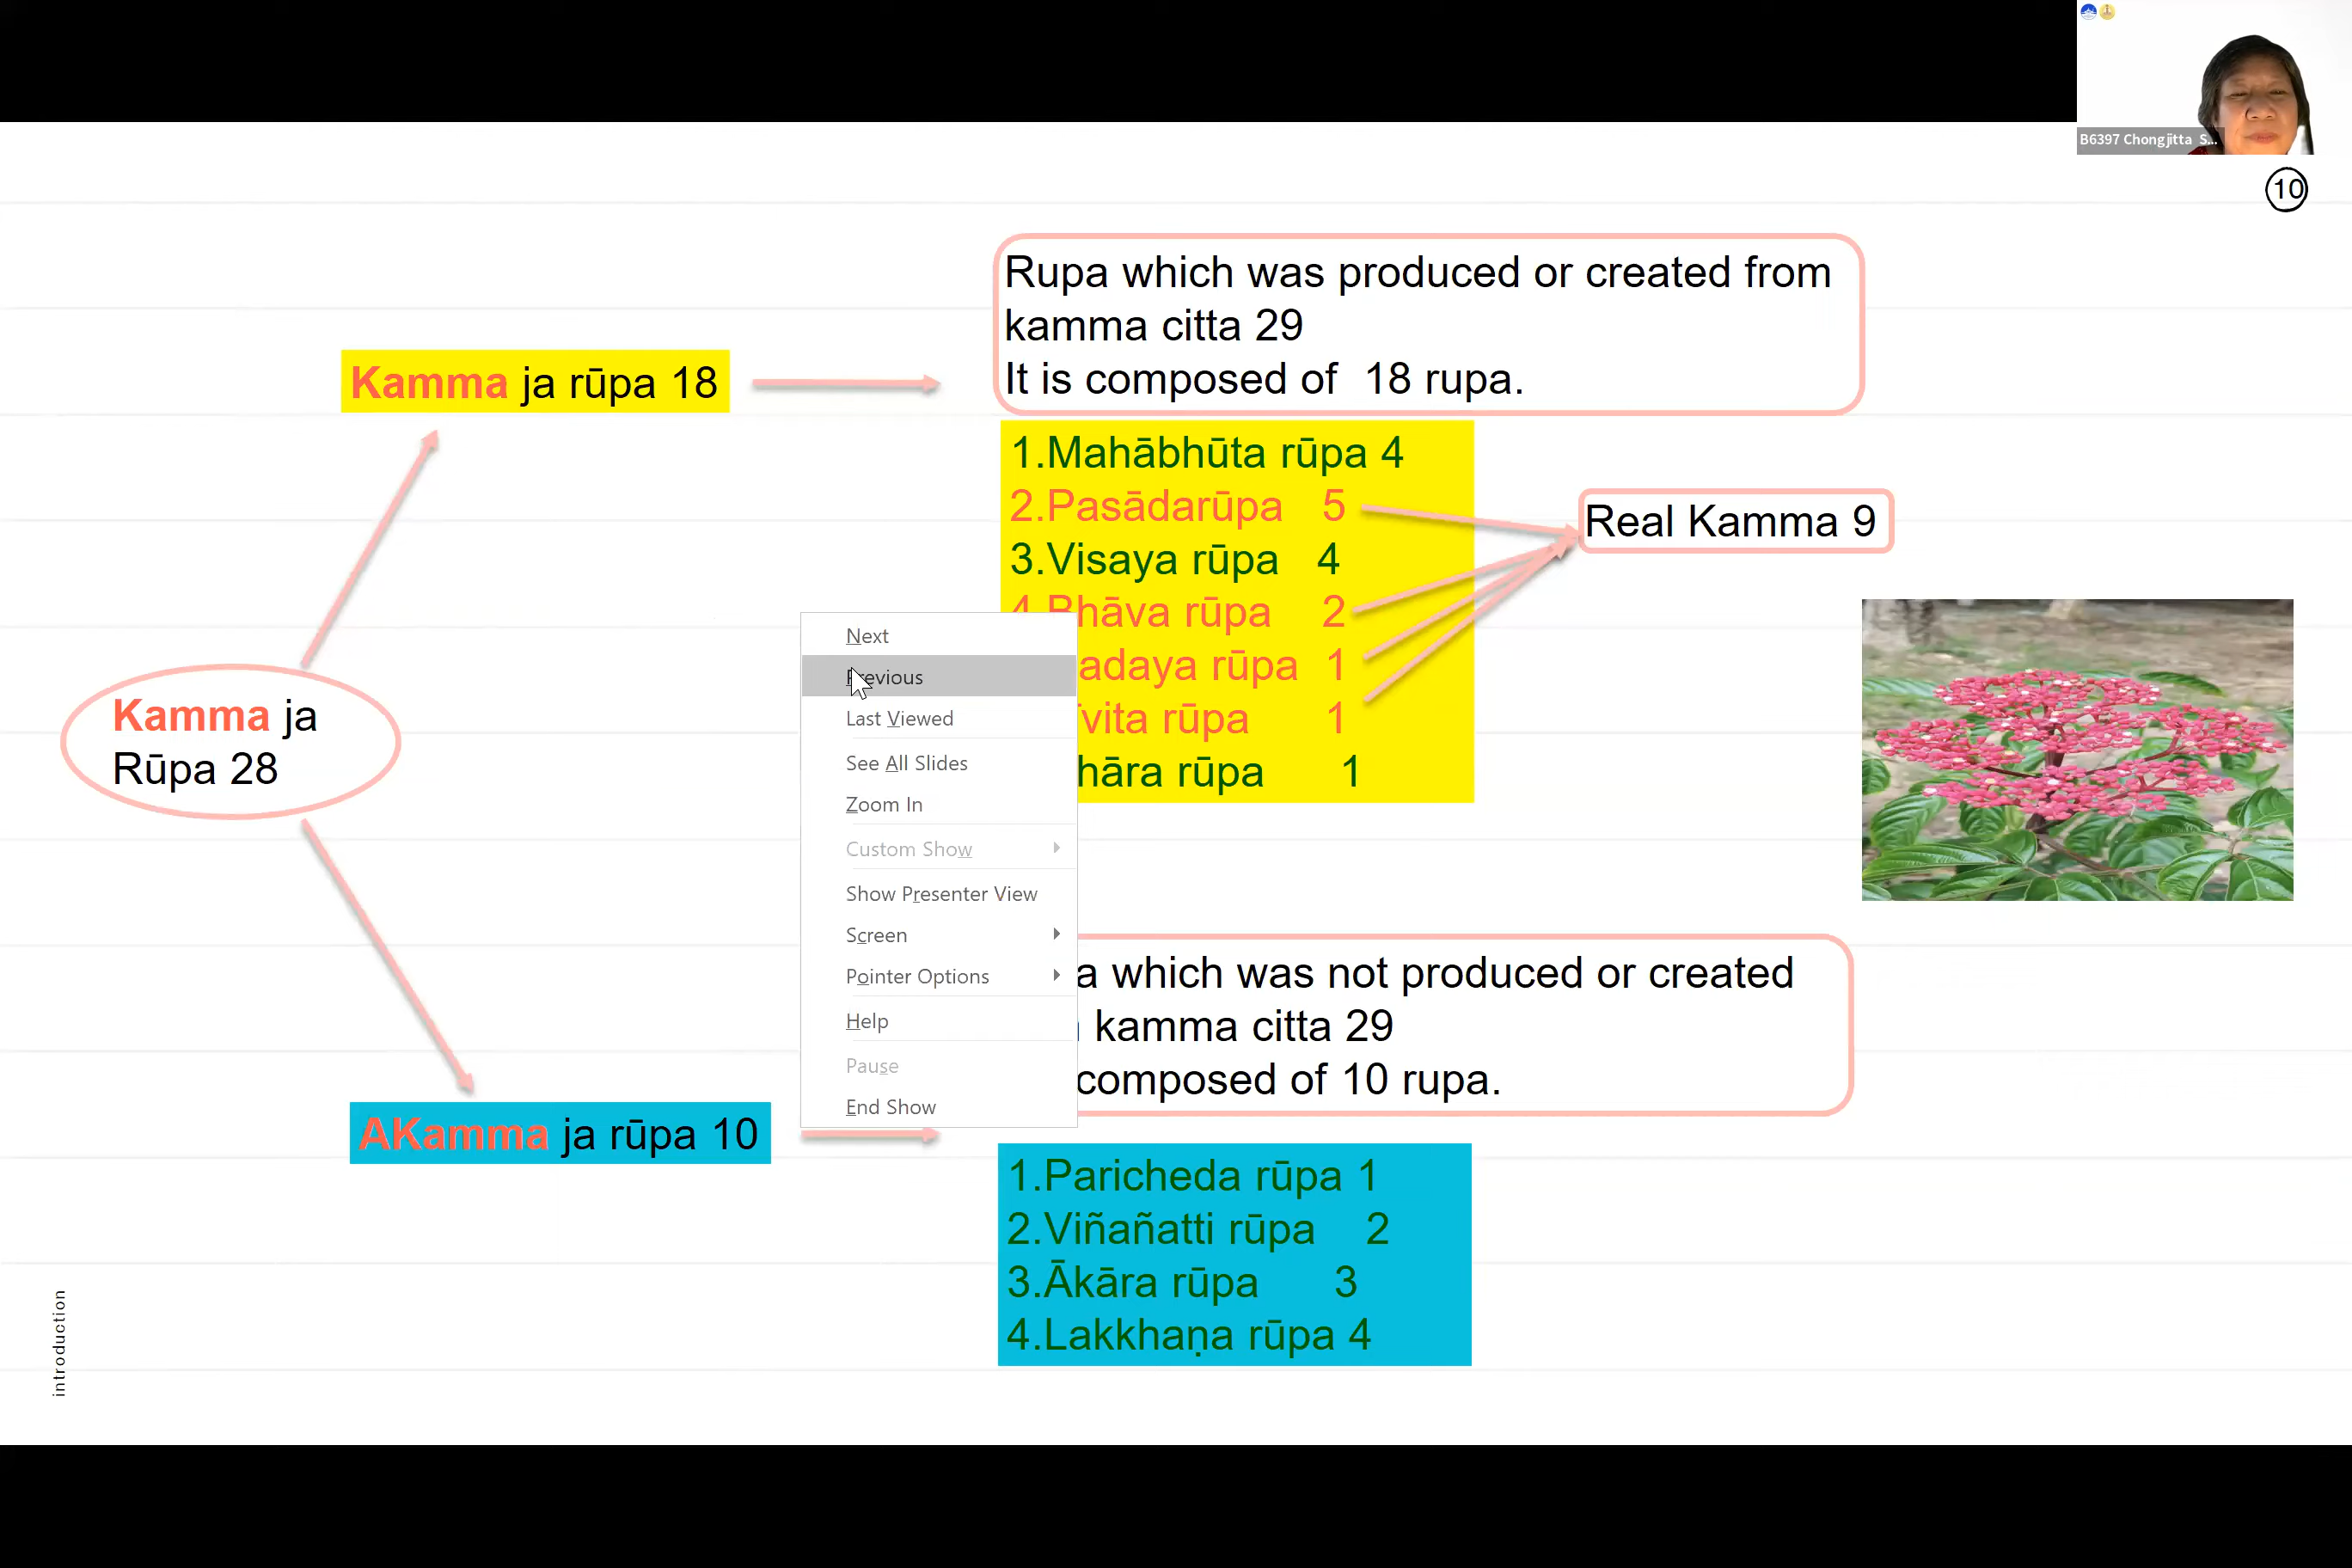 B6397 Chongjitta S...
10
Rupa which was produced or created from
kamma citta 29
It is composed of 18 rupa.
Kamma ja rūpa 18
1.Mahābhūta rūpa 4
2.Pasādarūpa 5
3.Visaya rūpa 4
4.Bhāva rūpa 2
adaya rūpa 1
īvita rūpa 1
hāra rūpa 1
Real Kamma 9
Kamma ja
Rūpa 28
Next
Previous
Last Viewed
See All Slides
Zoom In
Custom Show
Show Presenter View
Screen
Pointer Options
Help
Pause
End Show
a which was not produced or created
kamma citta 29
composed of 10 rupa.
AKamma ja rūpa 10
1.Paricheda rūpa 1
2.Viñañatti rūpa 2
3.Ākāra rūpa 3
4.Lakkhaṇa rūpa 4
introduction